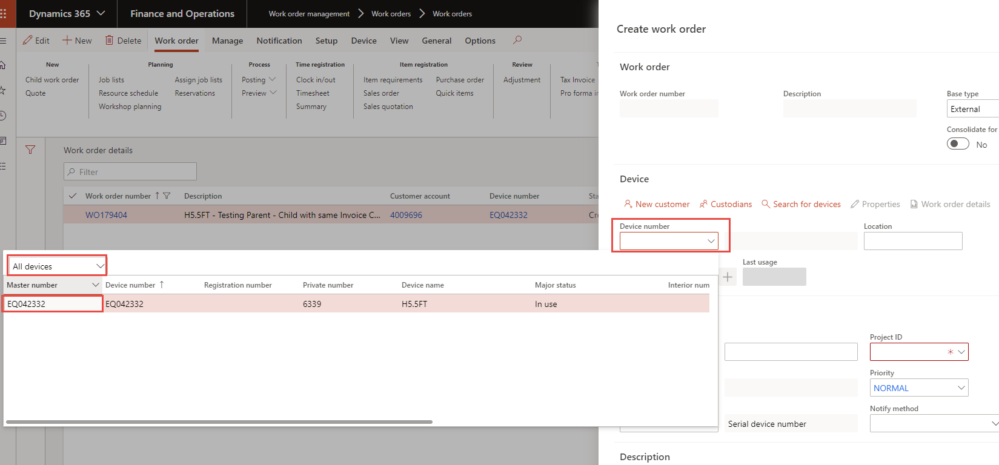 Dynamics 365
Finance and Operations
Work order management
Work orders
Work orders
Edit
New
Delete
Work order
Manage
Notification
Setup
Device
View
General
Options
New
Child work order
Quote
Planning
Job lists
Assign job lists
Resource schedule
Reservations
Workshop planning
Process
Posting
Preview
Time registration
Clock in/out
Timesheet
Summary
Item registration
Item requirements
Purchase order
Sales order
Quick items
Sales quotation
Review
Adjustment
Tax Invoice
Pro forma
Work order details
Filter
Work order number
Description
Customer account
Device number
Sta
WO179404
H5.5FT - Testing Parent - Child with same Invoice C...
4009696
EQ042332
Cre
All devices
Master number
Device number
Registration number
Private number
Device name
Major status
Interior num
EQ042332
EQ042332
6339
H5.5FT
In use
Create work order
Work order
Work order number
Description
Base type
External
Consolidate for
No
Device
New customer
Custodians
Search for devices
Properties
Work order details
Device number
Location
Last usage
Project ID
*
Priority
NORMAL
Notify method
Serial device number
Description